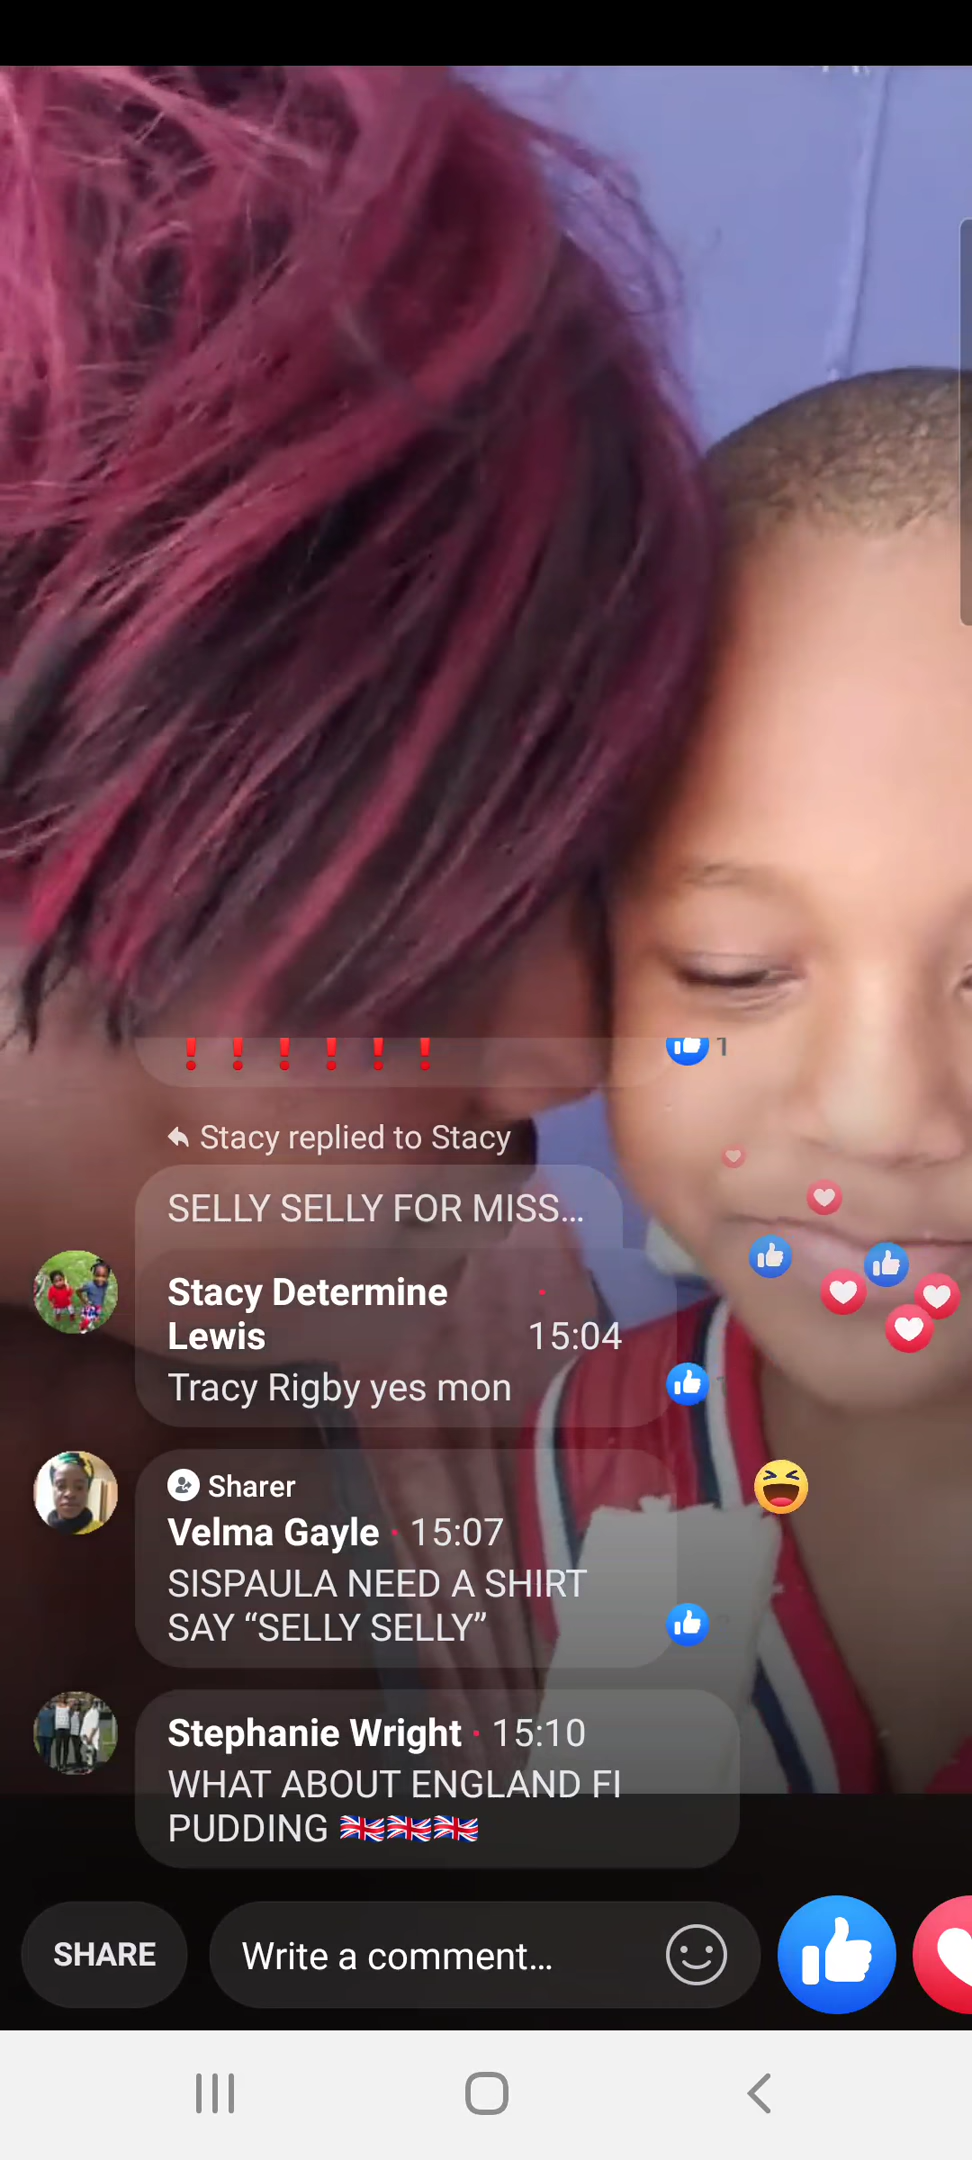 ❗❗❗❗❗❗
1
Stacy replied to Stacy
SELLY SELLY FOR MISS...
Stacy Determine
Lewis · 15:04
Tracy Rigby yes mon
Sharer
Velma Gayle · 15:07
SISPAULA NEED A SHIRT
SAY “SELLY SELLY”
Stephanie Wright · 15:10
WHAT ABOUT ENGLAND FI
PUDDING 🇬🇧🇬🇧🇬🇧
SHARE
Write a comment...